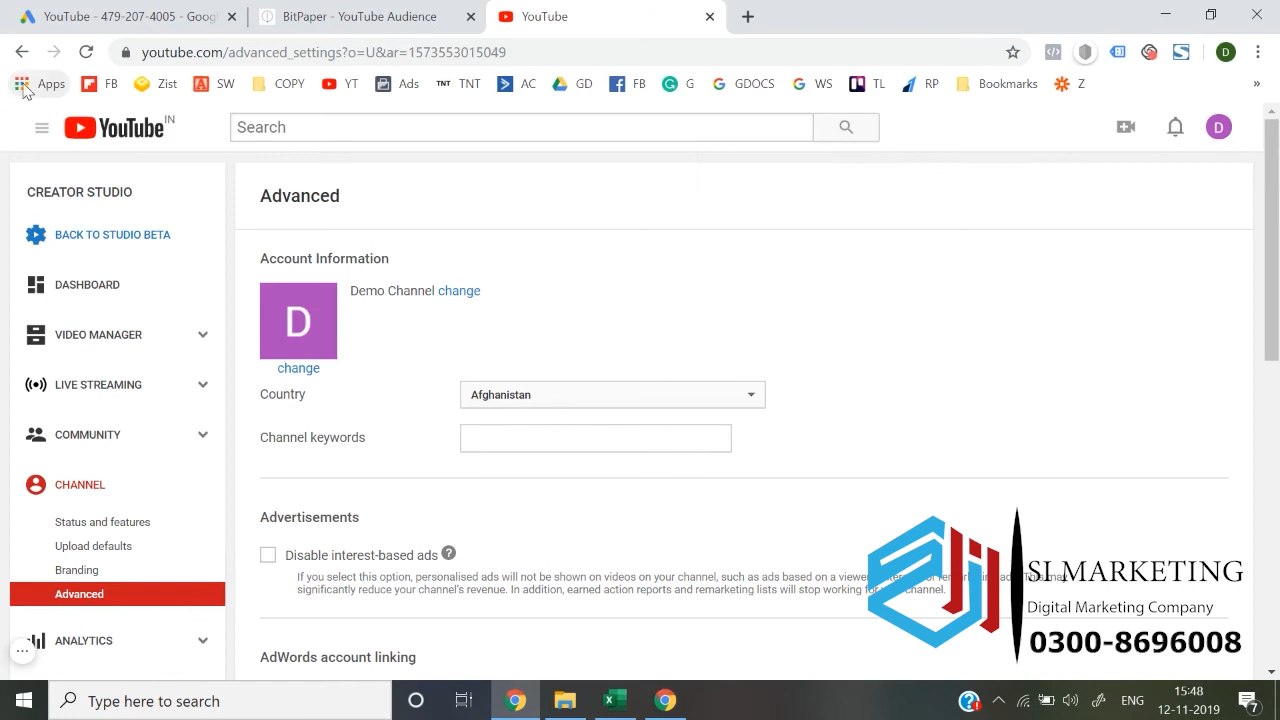 YouTube - 479-207-4005 - Googl
BitPaper - YouTube Audience
YouTube
youtube.com/advanced_settings?o=U&ar=1573553015049
D
Apps FB Zist SW COPY YT Ads TNT TNT AC GD FB G GDOCS WS TL RP Bookmarks Z »
YouTube IN
Search
D
CREATOR STUDIO
BACK TO STUDIO BETA
DASHBOARD
VIDEO MANAGER
LIVE STREAMING
COMMUNITY
CHANNEL
Status and features
Upload defaults
Branding
Advanced
ANALYTICS
Advanced
Account Information
D
Demo Channel change
change
Country
Afghanistan
Channel keywords
Advertisements
Disable interest-based ads ?
If you select this option, personalised ads will not be shown on videos on your channel, such as ads based on a viewer
significantly reduce your channel's revenue. In addition, earned action reports and remarketing lists will stop working for channel.
AdWords account linking
SI MARKETING
Digital Marketing Company
0300-8696008
Type here to search
ENG
15:48
12-11-2019
7